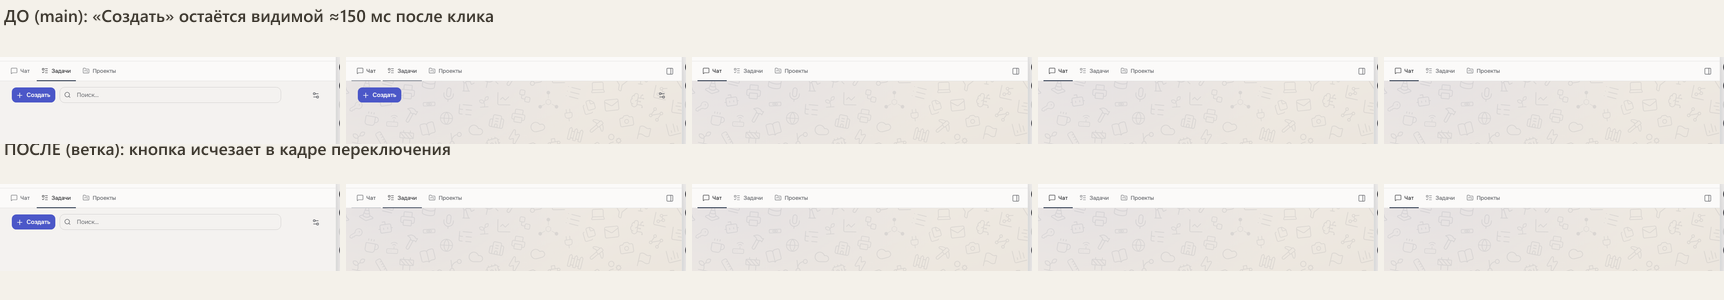 ДО (main): «Создать» остаётся видимой ≈150 мс после клика
Чат Задачи Проекты Чат Задачи Проекты Чат Задачи Проекты Чат Задачи Проекты Чат Задачи Проекты
+ Создать Поиск... + Создать
ПОСЛЕ (ветка): кнопка исчезает в кадре переключения
Чат Задачи Проекты Чат Задачи Проекты Чат Задачи Проекты Чат Задачи Проекты Чат Задачи Проекты
+ Создать Поиск...